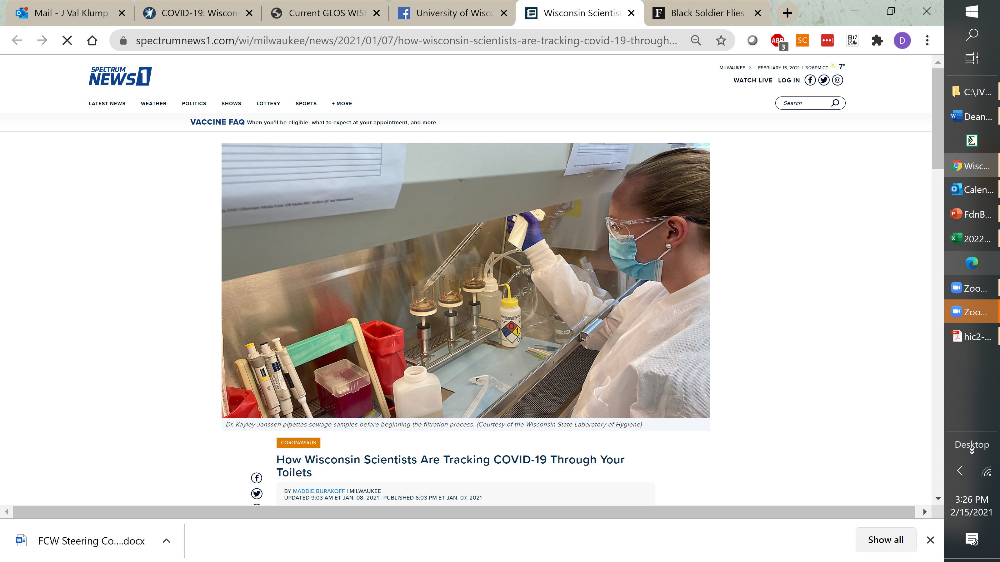 Mail - J Val Klump
COVID-19: Wiscons
Current GLOS WISD
University of Wisco
Wisconsin Scientist
Black Soldier Flies
spectrumnews1.com/wi/milwaukee/news/2021/01/07/how-wisconsin-scientists-are-tracking-covid-19-through...
ABP
3
SC
D
SPECTRUM
NEWS1
MILWAUKEE > | FEBRUARY 15, 2021 | 3:26PM CT 7°
WATCH LIVE | LOG IN
LATEST NEWS WEATHER POLITICS SHOWS LOTTERY SPORTS + MORE
Search
VACCINE FAQ When you'll be eligible, what to expect at your appointment, and more.
Dr. Kayley Janssen pipettes sewage samples before beginning the filtration process. (Courtesy of the Wisconsin State Laboratory of Hygiene)
CORONAVIRUS
How Wisconsin Scientists Are Tracking COVID-19 Through Your
Toilets
BY MADDIE BURAKOFF | MILWAUKEE
UPDATED 9:03 AM ET JAN. 08, 2021 | PUBLISHED 6:03 PM ET JAN. 07, 2021
FCW Steering Co....docx
Show all
C:\JV...
Dean...
Wisc...
Calen...
FdnB...
2022...
Zoo...
Zoo...
hic2-...
Desktop
3:26 PM
2/15/2021